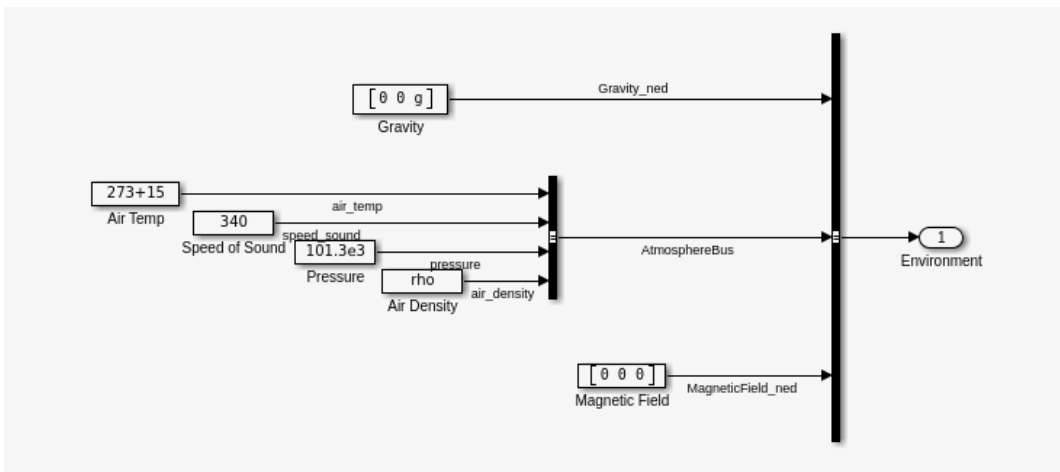 Gravity_ned
[0 0 g]
Gravity
273+15
air_temp
Air Temp
340
speed_sound
Speed of Sound
101.3e3
pressure
Pressure
rho
air_density
Air Density
AtmosphereBus
1
Environment
[0 0 0]
MagneticField_ned
Magnetic Field